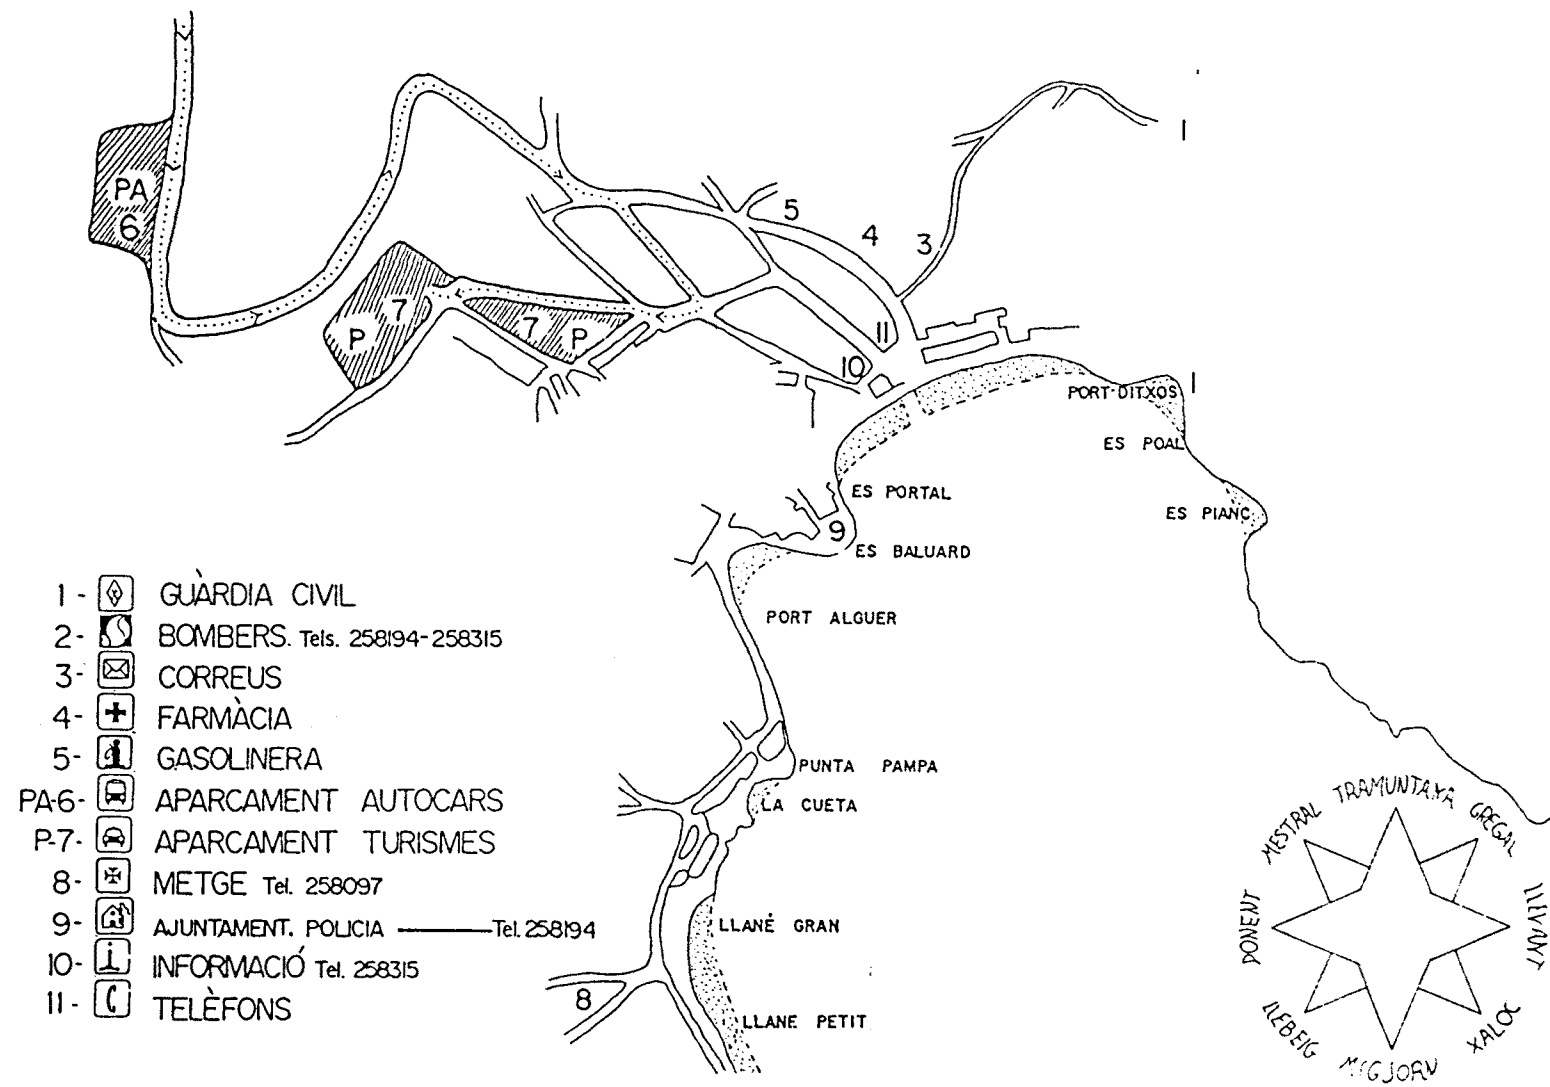 1
PA
6
5
4
3
7
P
7
P
11
10
PORT-DITXOS
1
ES POAL
ES PORTAL
ES PIANC
9
ES BALUARD
PORT ALGUER
PUNTA PAMPA
LA CUETA
LLANÉ GRAN
8
LLANE PETIT
1- GUÀRDIA CIVIL
2- BOMBERS. Tels. 258194-258315
3- CORREUS
4- FARMÀCIA
5- GASOLINERA
PA-6- APARCAMENT AUTOCARS
P-7- APARCAMENT TURISMES
8- METGE Tel. 258097
9- AJUNTAMENT. POLICIA ———Tel. 258194
10- INFORMACIÓ Tel. 258315
11- TELÈFONS
TRAMUNTAYA
MESTRAL
GREGAL
PONENT
LLEVANT
LLEBEIG
XALOC
MIGJORN